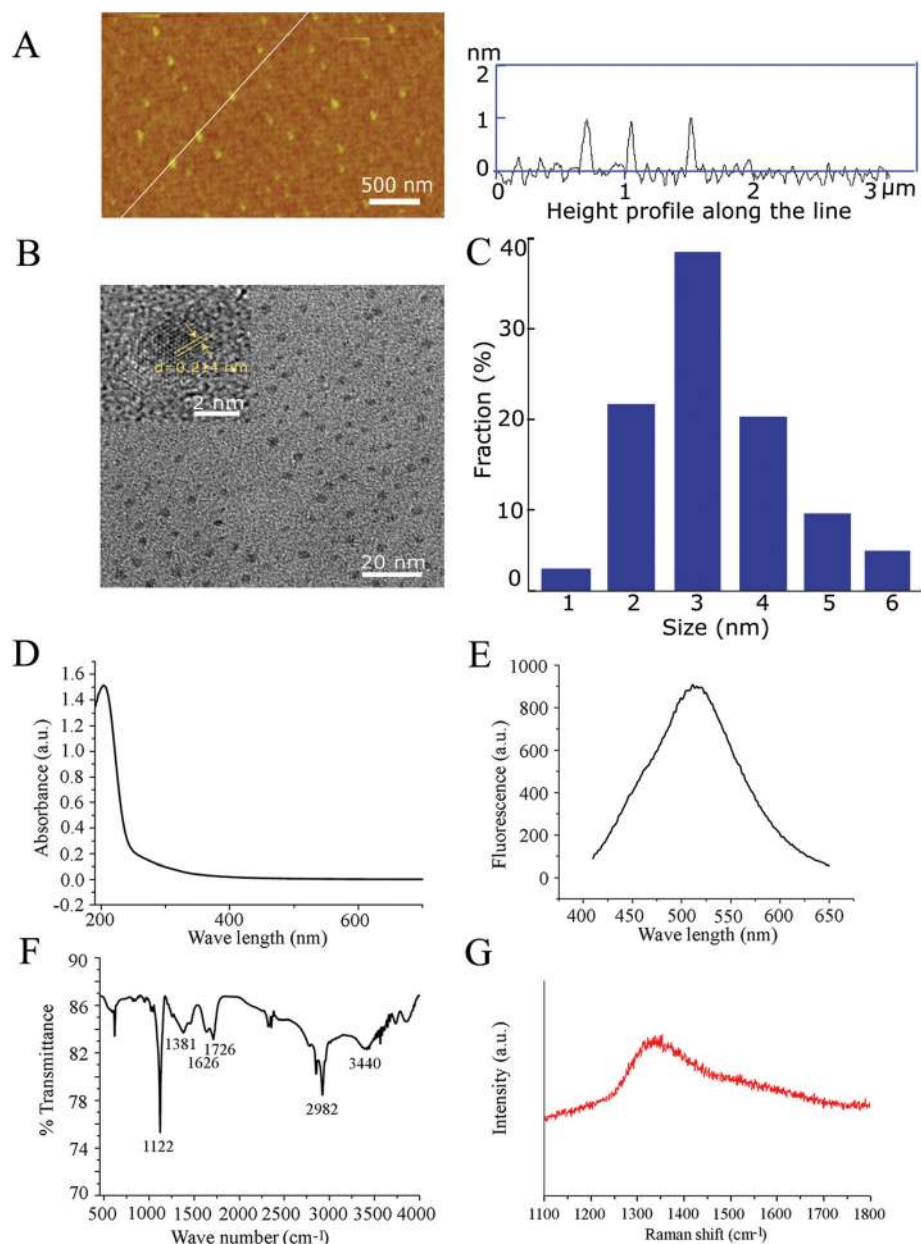 A
500 nm
nm
2
1
0
0 1 2 3 μm
Height profile along the line
B
d=0.214 nm
2 nm
20 nm
C
40
30
20
10
0
Fraction (%)
1 2 3 4 5 6
Size (nm)
D
1.6
1.4
1.2
1.0
0.8
0.6
0.4
0.2
0.0
-0.2
Absorbance (a.u.)
200 400 600
Wave length (nm)
E
1000
800
600
400
200
0
Fluorescence (a.u.)
400 450 500 550 600 650
Wave length (nm)
F
90
86
82
78
74
70
% Transmittance
1381
1726
1626
3440
2982
1122
500 1000 1500 2000 2500 3000 3500 4000
Wave number (cm-1)
G
Intensity (a.u.)
1100 1200 1300 1400 1500 1600 1700 1800
Raman shift (cm-1)